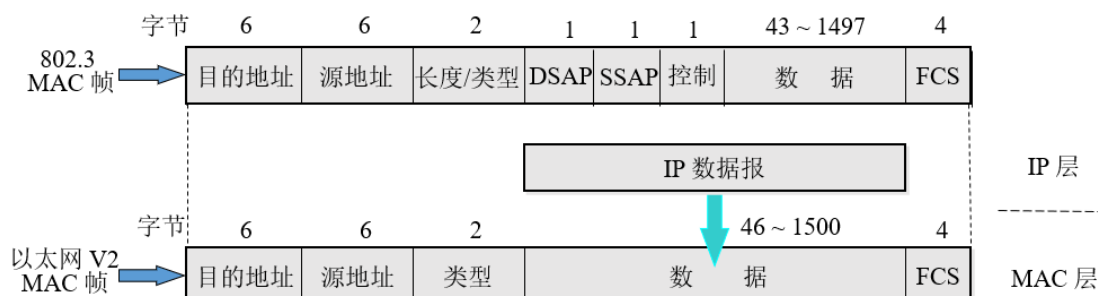 字节 6 6 2 1 1 1 43 ~ 1497 4
802.3
MAC 帧
目的地址 源地址 长度/类型 DSAP SSAP 控制 数 据 FCS
IP 数据报
IP 层
字节 6 6 2 46 ~ 1500 4
以太网 V2
MAC 帧
目的地址 源地址 类型 数 据 FCS
MAC 层